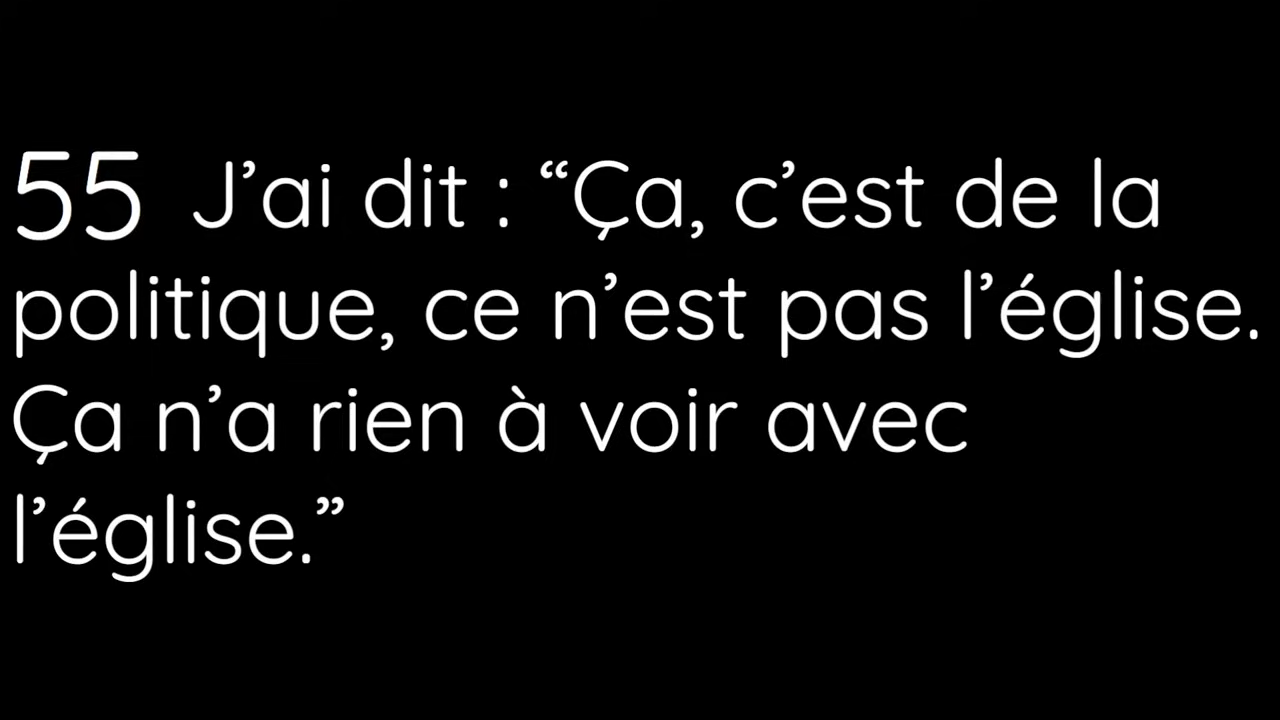 55 J’ai dit : “Ça, c’est de la
politique, ce n’est pas l’église.
Ça n’a rien à voir avec
l’église.”